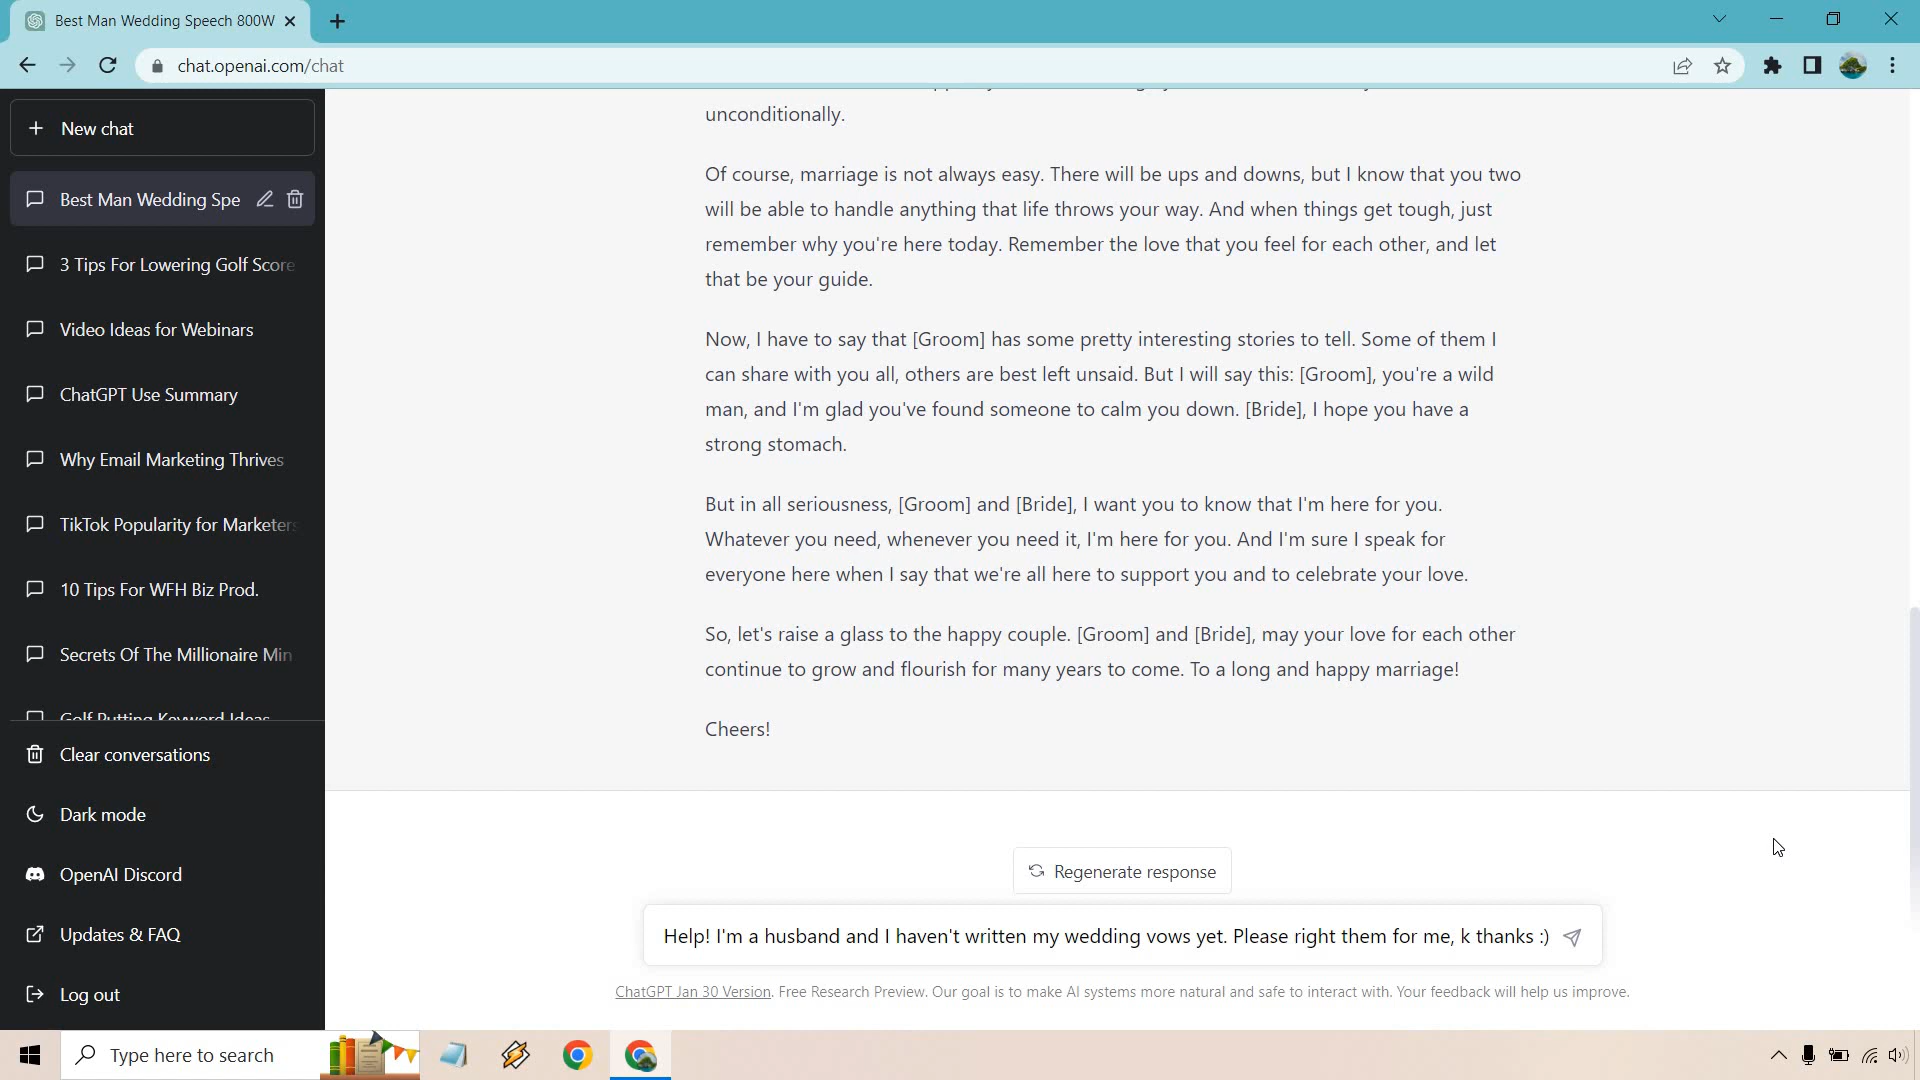 Best Man Wedding Speech 800W
chat.openai.com/chat
New chat
Best Man Wedding Spe
3 Tips For Lowering Golf Score
Video Ideas for Webinars
ChatGPT Use Summary
Why Email Marketing Thrives
TikTok Popularity for Marketers
10 Tips For WFH Biz Prod.
Secrets Of The Millionaire Min
Golf Putting Keyword Ideas
Clear conversations
Dark mode
OpenAI Discord
Updates & FAQ
Log out
unconditionally.
Of course, marriage is not always easy. There will be ups and downs, but I know that you two
will be able to handle anything that life throws your way. And when things get tough, just
remember why you're here today. Remember the love that you feel for each other, and let
that be your guide.
Now, I have to say that [Groom] has some pretty interesting stories to tell. Some of them I
can share with you all, others are best left unsaid. But I will say this: [Groom], you're a wild
man, and I'm glad you've found someone to calm you down. [Bride], I hope you have a
strong stomach.
But in all seriousness, [Groom] and [Bride], I want you to know that I'm here for you.
Whatever you need, whenever you need it, I'm here for you. And I'm sure I speak for
everyone here when I say that we're all here to support you and to celebrate your love.
So, let's raise a glass to the happy couple. [Groom] and [Bride], may your love for each other
continue to grow and flourish for many years to come. To a long and happy marriage!
Cheers!
Regenerate response
Help! I'm a husband and I haven't written my wedding vows yet. Please right them for me, k thanks :)
ChatGPT Jan 30 Version. Free Research Preview. Our goal is to make AI systems more natural and safe to interact with. Your feedback will help us improve.
Type here to search